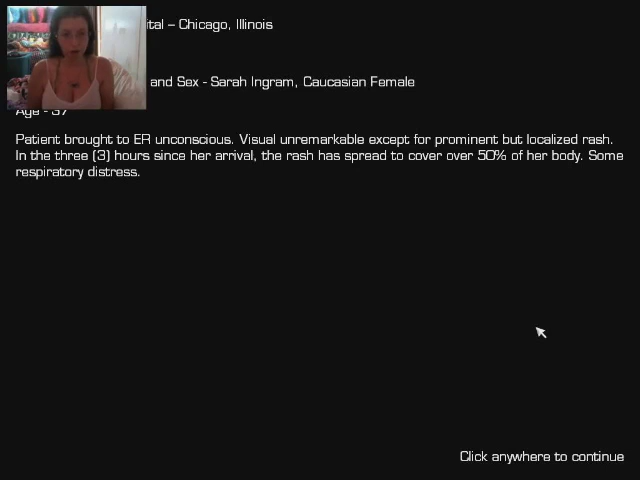 – Chicago, Illinois
and Sex - Sarah Ingram, Caucasian Female
Age - 37
Patient brought to ER unconscious. Visual unremarkable except for prominent but localized rash.
In the three (3) hours since her arrival, the rash has spread to cover over 50% of her body. Some
respiratory distress.
Click anywhere to continue